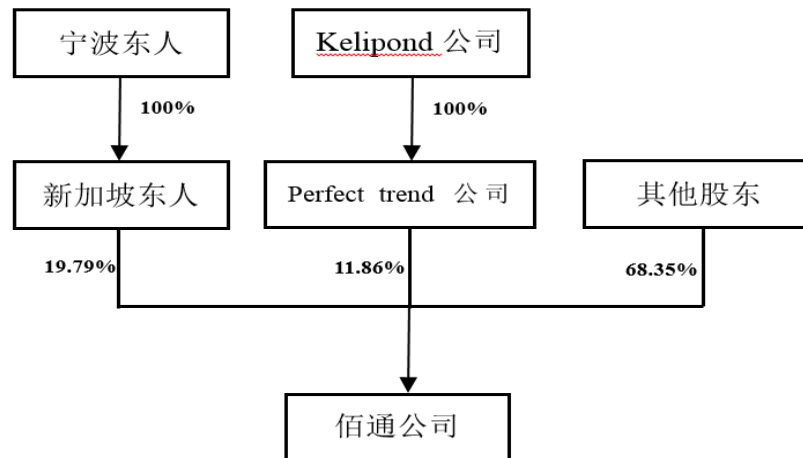 宁波东人
Kelipond 公司
100%
100%
新加坡东人
Perfect trend 公司
其他股东
19.79%
11.86%
68.35%
佰通公司